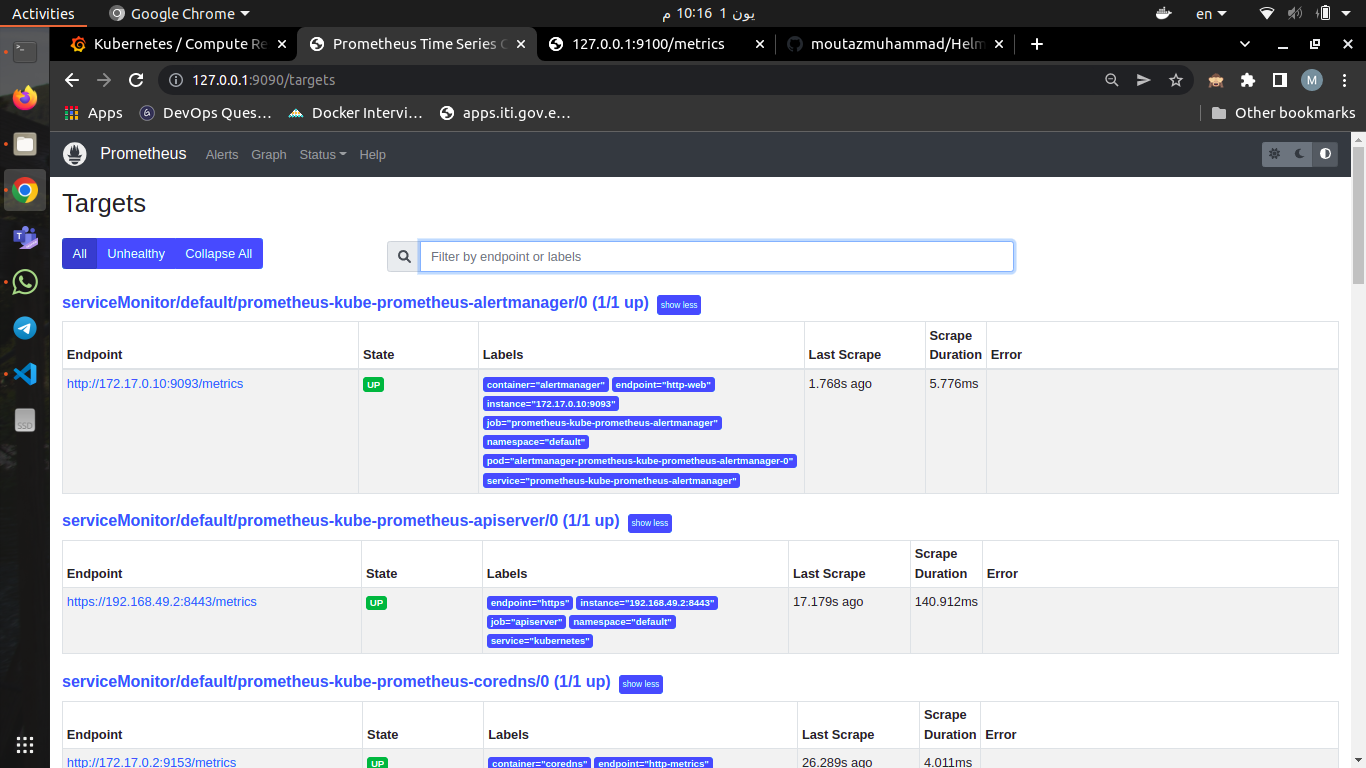 Activities Google Chrome يون 1 10:16 م en
Kubernetes / Compute Re Prometheus Time Series C 127.0.0.1:9100/metrics moutazmuhammad/Helm
127.0.0.1:9090/targets M
Apps DevOps Ques… Docker Intervi… apps.iti.gov.e… Other bookmarks
Prometheus Alerts Graph Status Help
Targets
All Unhealthy Collapse All Filter by endpoint or labels
serviceMonitor/default/prometheus-kube-prometheus-alertmanager/0 (1/1 up) show less
Endpoint State Labels Last Scrape Scrape Duration Error
http://172.17.0.10:9093/metrics UP container="alertmanager" endpoint="http-web" 1.768s ago 5.776ms
instance="172.17.0.10:9093"
job="prometheus-kube-prometheus-alertmanager"
namespace="default"
pod="alertmanager-prometheus-kube-prometheus-alertmanager-0"
service="prometheus-kube-prometheus-alertmanager"
serviceMonitor/default/prometheus-kube-prometheus-apiserver/0 (1/1 up) show less
Endpoint State Labels Last Scrape Scrape Duration Error
https://192.168.49.2:8443/metrics UP endpoint="https" instance="192.168.49.2:8443" 17.179s ago 140.912ms
job="apiserver" namespace="default"
service="kubernetes"
serviceMonitor/default/prometheus-kube-prometheus-coredns/0 (1/1 up) show less
Endpoint State Labels Last Scrape Scrape Duration Error
http://172.17.0.2:9153/metrics UP container="coredns" endpoint="http-metrics" 26.289s ago 4.011ms
SSD